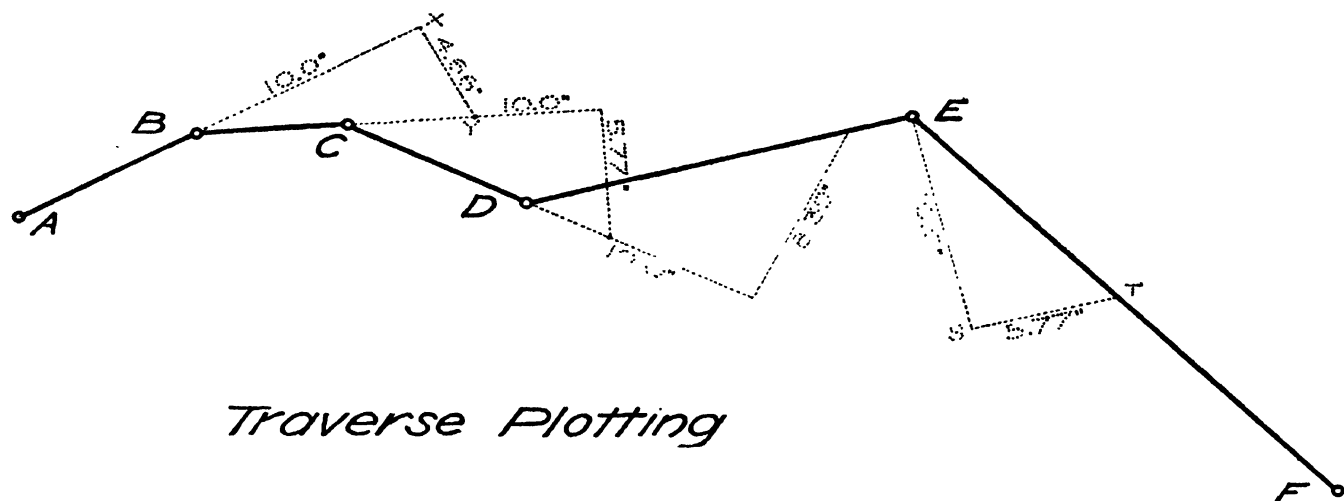 X
10.0"
4.66"
B
10.0"
E
Y
C
5.77"
D
A
T
S
5.77"
Traverse Plotting
F